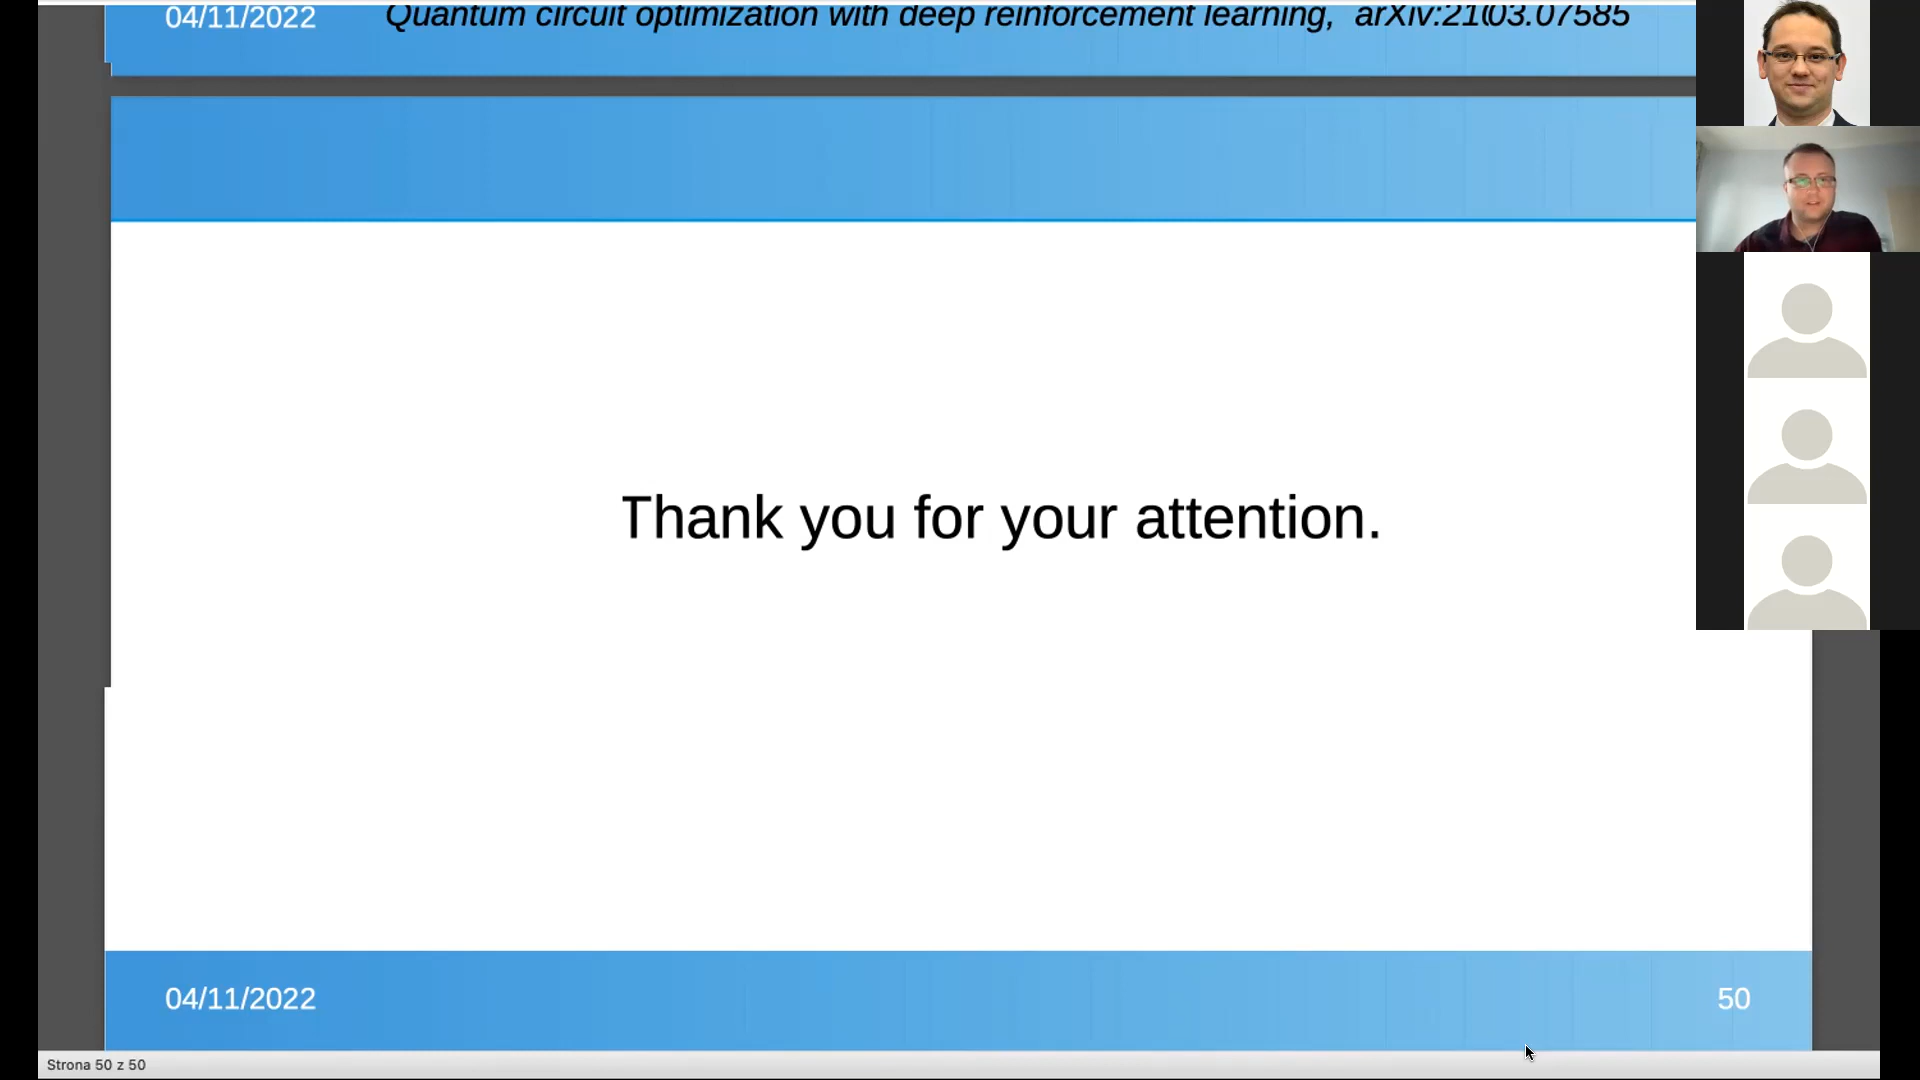 04/11/2022 Quantum circuit optimization with deep reinforcement learning, arXiv:2103.07585
Thank you for your attention.
04/11/2022 50
Strona 50 z 50